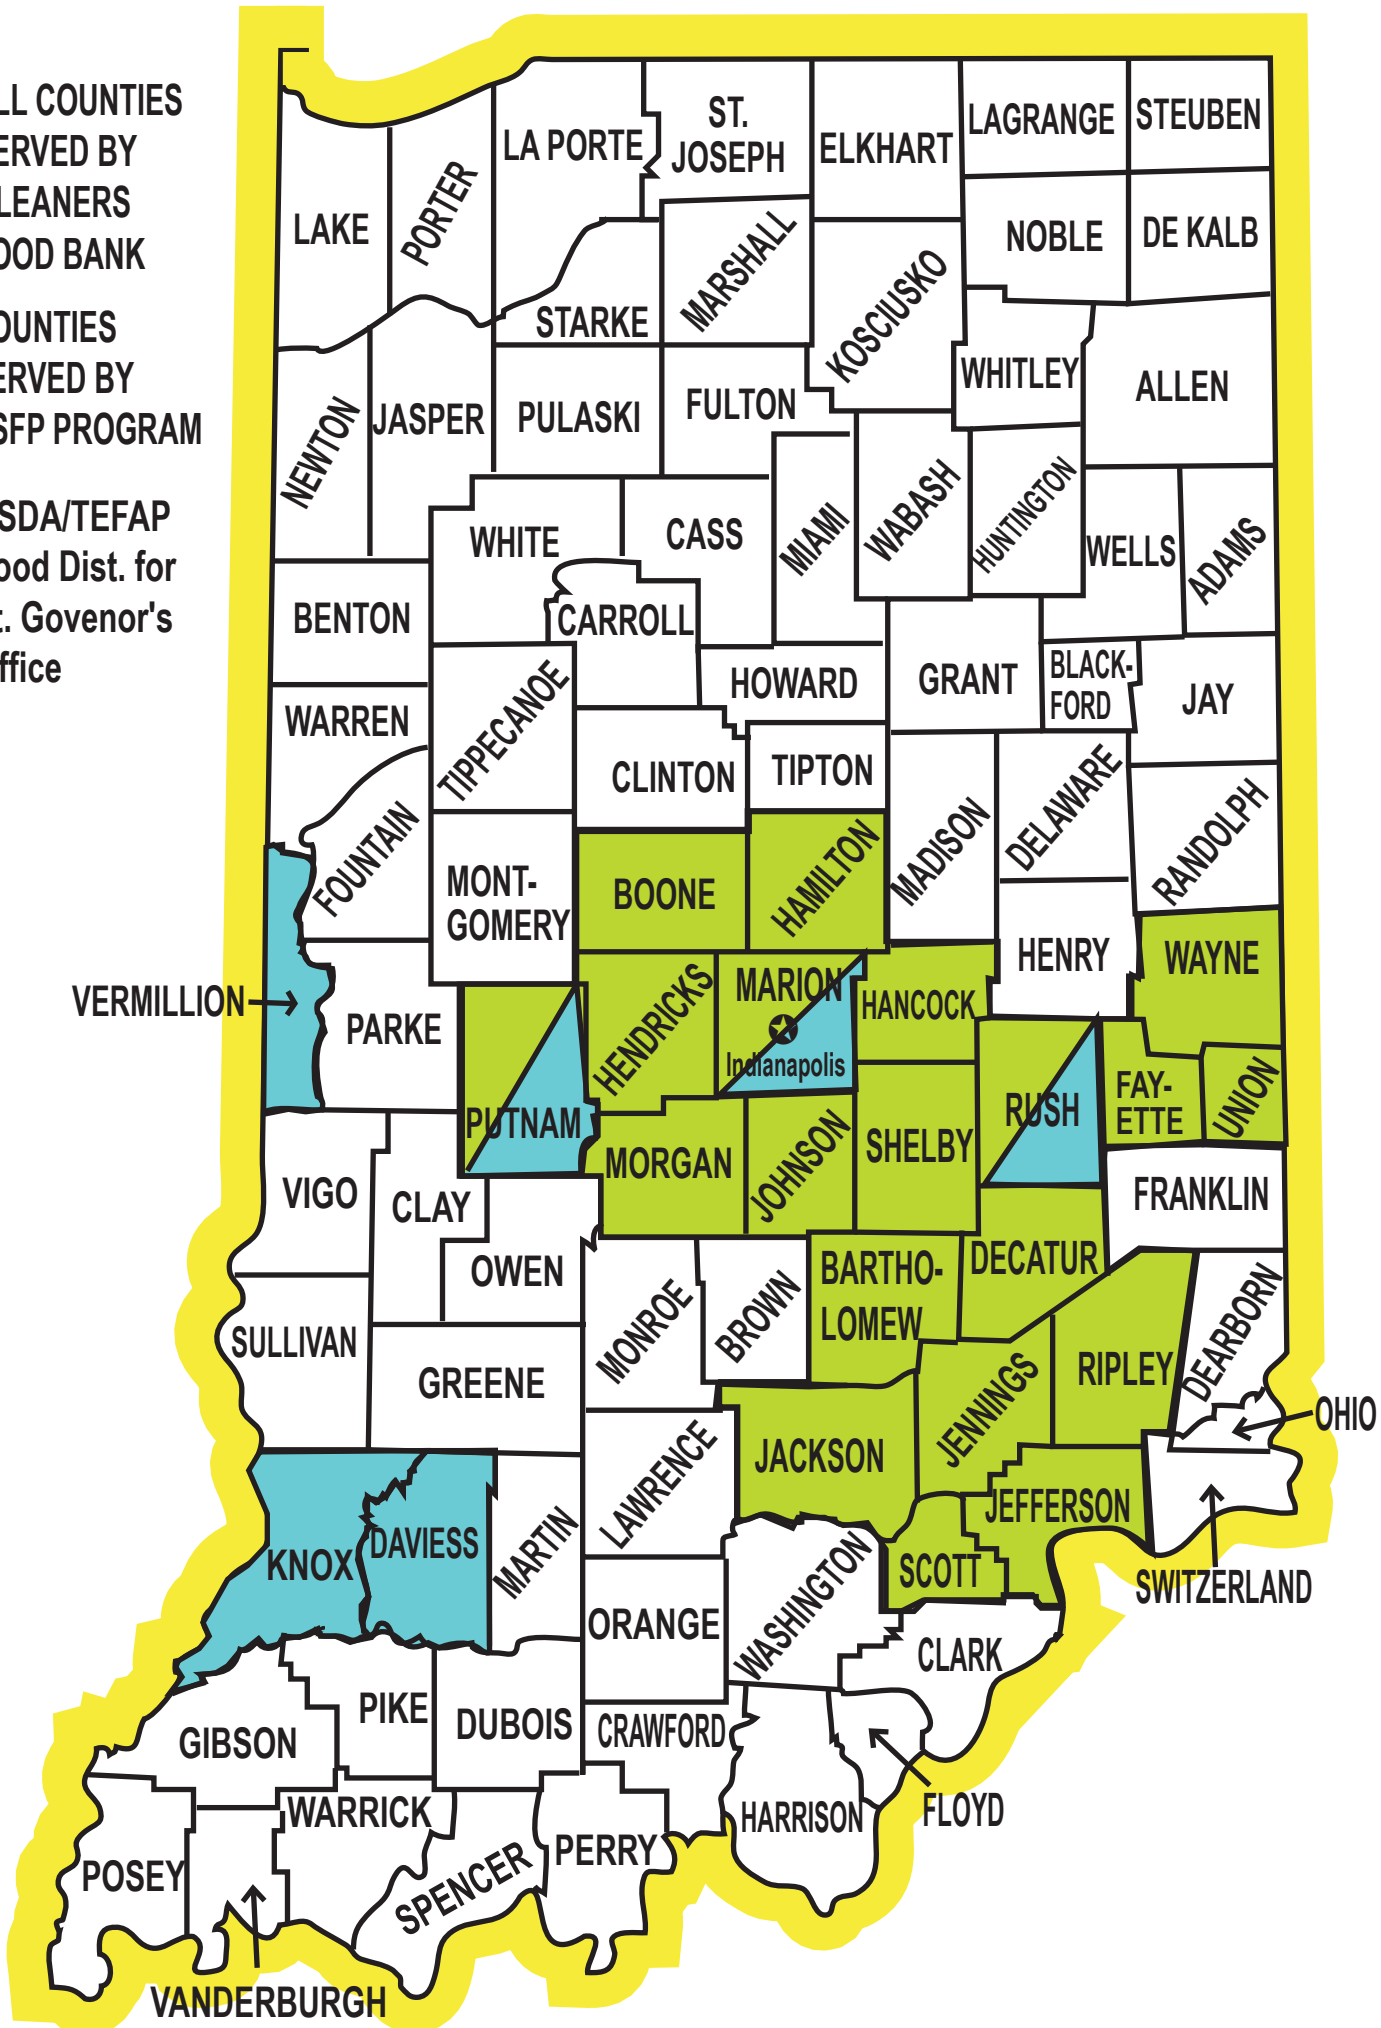 LL COUNTIES
ERVED BY
LEANERS
OOD BANK
OUNTIES
ERVED BY
SFP PROGRAM
SDA/TEFAP
ood Dist. for
t. Govenor's
ffice
LAKE
PORTER
LA PORTE
ST.
JOSEPH
ELKHART
LAGRANGE
STEUBEN
NOBLE
DE KALB
STARKE
MARSHALL
KOSCIUSKO
WHITLEY
ALLEN
NEWTON
JASPER
PULASKI
FULTON
WHITE
CASS
MIAMI
WABASH
HUNTINGTON
WELLS
ADAMS
BENTON
CARROLL
HOWARD
GRANT
BLACK-
FORD
JAY
WARREN
TIPPECANOE
CLINTON
TIPTON
MADISON
DELAWARE
RANDOLPH
FOUNTAIN
MONT-
GOMERY
BOONE
HAMILTON
HENRY
WAYNE
VERMILLION
PARKE
PUTNAM
HENDRICKS
MARION
Indianapolis
HANCOCK
RUSH
FAY-
ETTE
UNION
VIGO
CLAY
OWEN
MORGAN
JOHNSON
SHELBY
FRANKLIN
SULLIVAN
GREENE
MONROE
BROWN
BARTHO-
LOMEW
DECATUR
RIPLEY
DEARBORN
OHIO
KNOX
DAVIESS
MARTIN
LAWRENCE
JACKSON
JENNINGS
JEFFERSON
SWITZERLAND
SCOTT
ORANGE
WASHINGTON
CLARK
GIBSON
PIKE
DUBOIS
CRAWFORD
HARRISON
FLOYD
POSEY
WARRICK
SPENCER
PERRY
VANDERBURGH